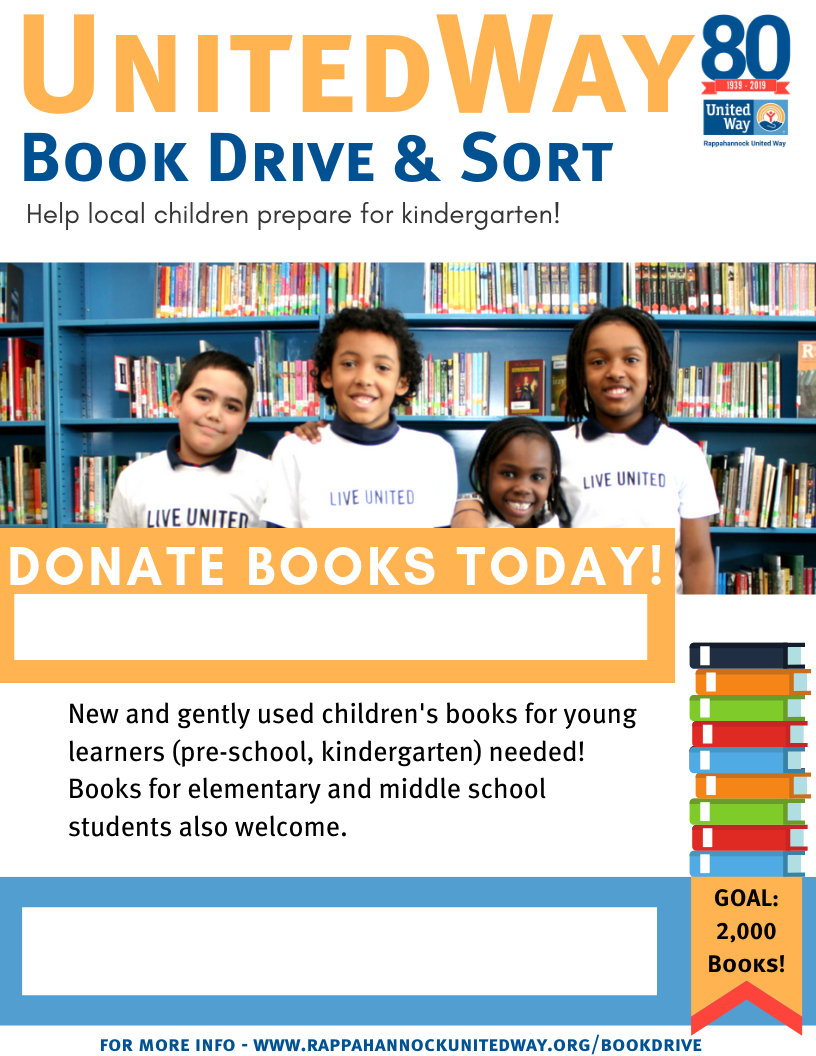 UNITEDWAY
80
1939 - 2019
United
Way
Rappahannock United Way
BOOK DRIVE & SORT
Help local children prepare for kindergarten!
LIVE UNITED
LIVE UNITED
LIVE UNITED
DONATE BOOKS TODAY!
New and gently used children's books for young
learners (pre-school, kindergarten) needed!
Books for elementary and middle school
students also welcome.
GOAL:
2,000
BOOKS!
FOR MORE INFO - WWW.RAPPAHANNOCKUNITEDWAY.ORG/BOOKDRIVE